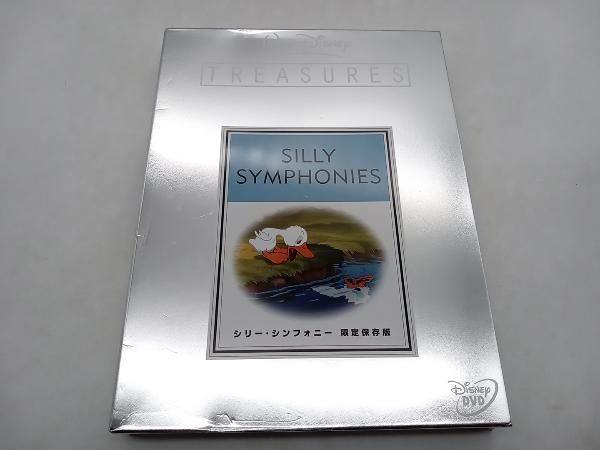 Walt Disney
TREASURES
SILLY
SYMPHONIES
シリー・シンフォニー 限定保存版
Disney
DVD